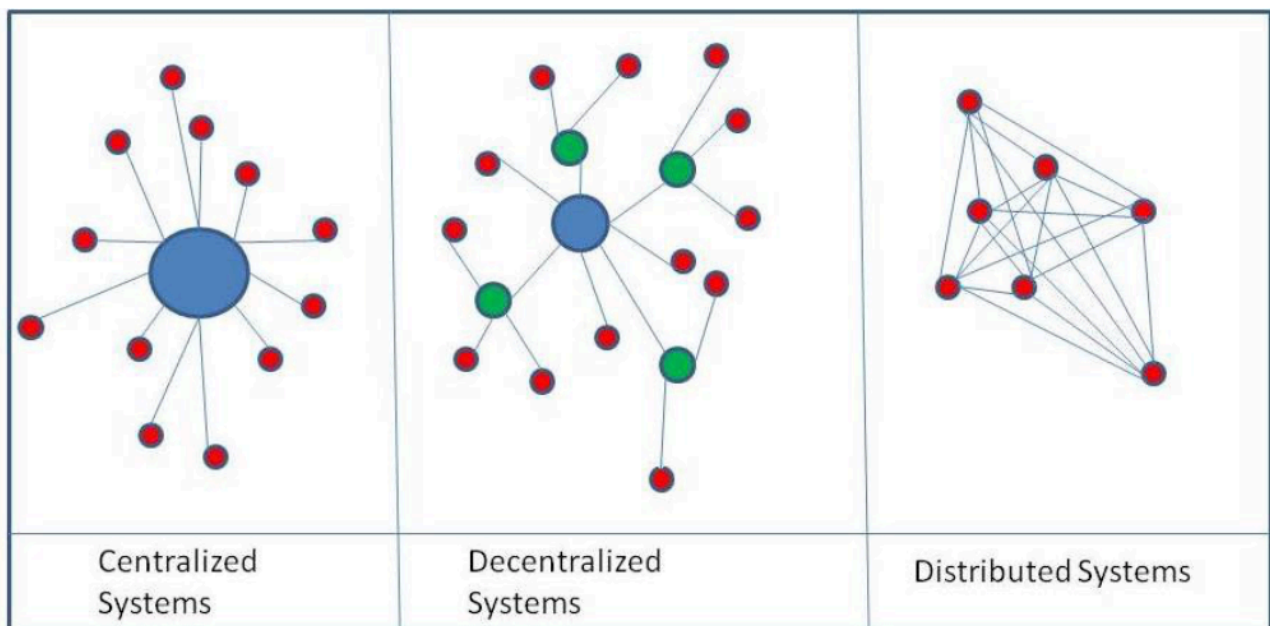 Centralized
Systems
Decentralized
Systems
Distributed Systems